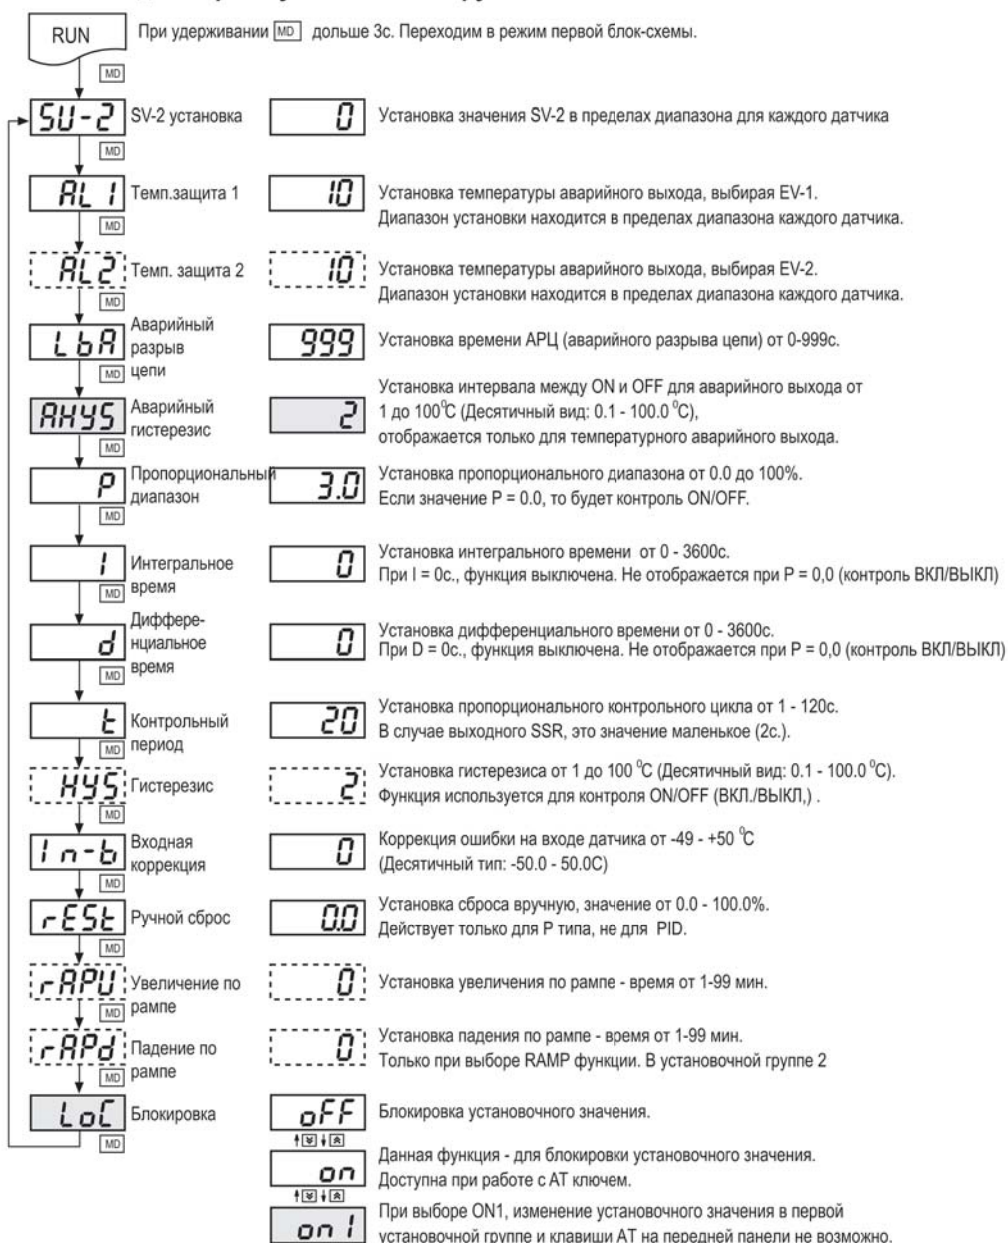 RUN
При удерживании MD дольше 3с. Переходим в режим первой блок-схемы.
MD
SV-2 SV-2 установка 0 Установка значения SV-2 в пределах диапазона для каждого датчика
MD
AL1 Темп.защита 1 10 Установка температуры аварийного выхода, выбирая EV-1.
Диапазон установки находится в пределах диапазона каждого датчика.
MD
AL2 Темп. защита 2 10 Установка температуры аварийного выхода, выбирая EV-2.
Диапазон установки находится в пределах диапазона каждого датчика.
MD
LbA Аварийный
разрыв
цепи
999 Установка времени АРЦ (аварийного разрыва цепи) от 0-999с.
MD
AHYS Аварийный
гистерезис
2 Установка интервала между ON и OFF для аварийного выхода от
1 до 100⁰С (Десятичный вид: 0.1 - 100.0 ⁰С),
отображается только для температурного аварийного выхода.
MD
P Пропорциональный
диапазон
3.0 Установка пропорционального диапазона от 0.0 до 100%.
Если значение P = 0.0, то будет контроль ON/OFF.
MD
I Интегральное
время
0 Установка интегрального времени от 0 - 3600с.
При I = 0с., функция выключена. Не отображается при P = 0,0 (контроль ВКЛ/ВЫКЛ)
MD
d Диффере-
нциальное
время
0 Установка дифференциального времени от 0 - 3600с.
При D = 0с., функция выключена. Не отображается при P = 0,0 (контроль ВКЛ/ВЫКЛ)
MD
t Контрольный
период
20 Установка пропорционального контрольного цикла от 1 - 120с.
В случае выходного SSR, это значение маленькое (2с.).
MD
HYS Гистерезис 2 Установка гистерезиса от 1 до 100 ⁰С (Десятичный вид: 0.1 - 100.0 ⁰С).
Функция используется для контроля ON/OFF (ВКЛ./ВЫКЛ,) .
MD
In-b Входная
коррекция
0 Коррекция ошибки на входе датчика от -49 - +50 ⁰С
(Десятичный тип: -50.0 - 50.0С)
MD
rESt Ручной сброс 0.0 Установка сброса вручную, значение от 0.0 - 100.0%.
Действует только для P типа, не для PID.
MD
rAPU Увеличение по
рампе
0 Установка увеличения по рампе - время от 1-99 мин.
MD
rAPd Падение по
рампе
0 Установка падения по рампе - время от 1-99 мин.
Только при выборе RAMP функции. В установочной группе 2
MD
LoC Блокировка oFF Блокировка установочного значения.
MD
on Данная функция - для блокировки установочного значения.
Доступна при работе с АТ ключем.
on1 При выборе ON1, изменение установочного значения в первой
установочной группе и клавиши АТ на передней панели не возможно.